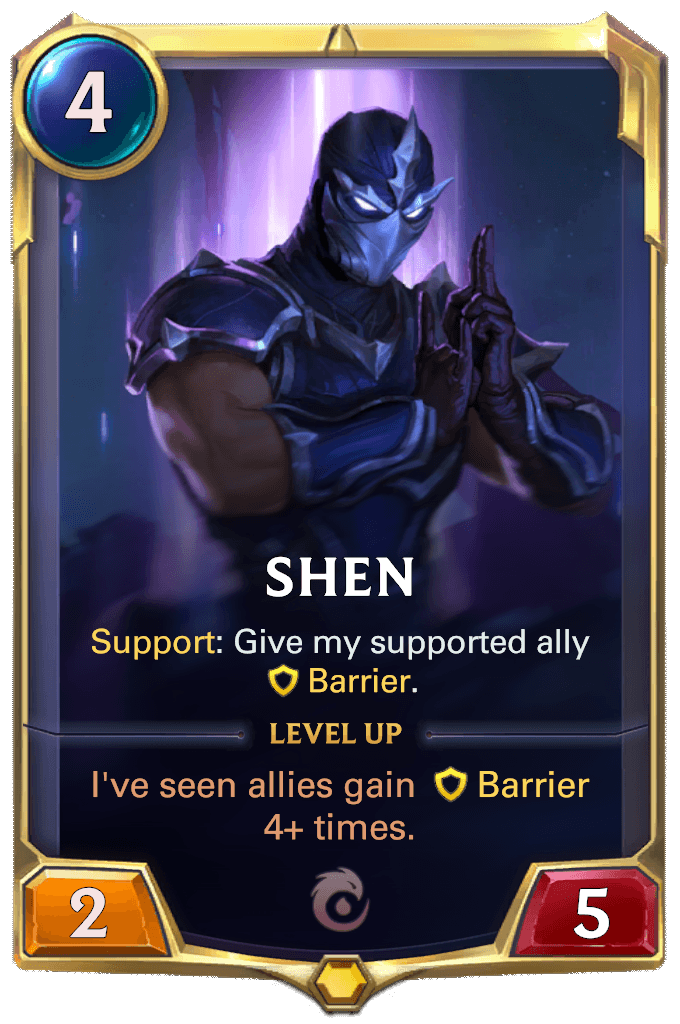 4
SHEN
Support: Give my supported ally
Barrier.
LEVEL UP
I've seen allies gain Barrier
4+ times.
2
5